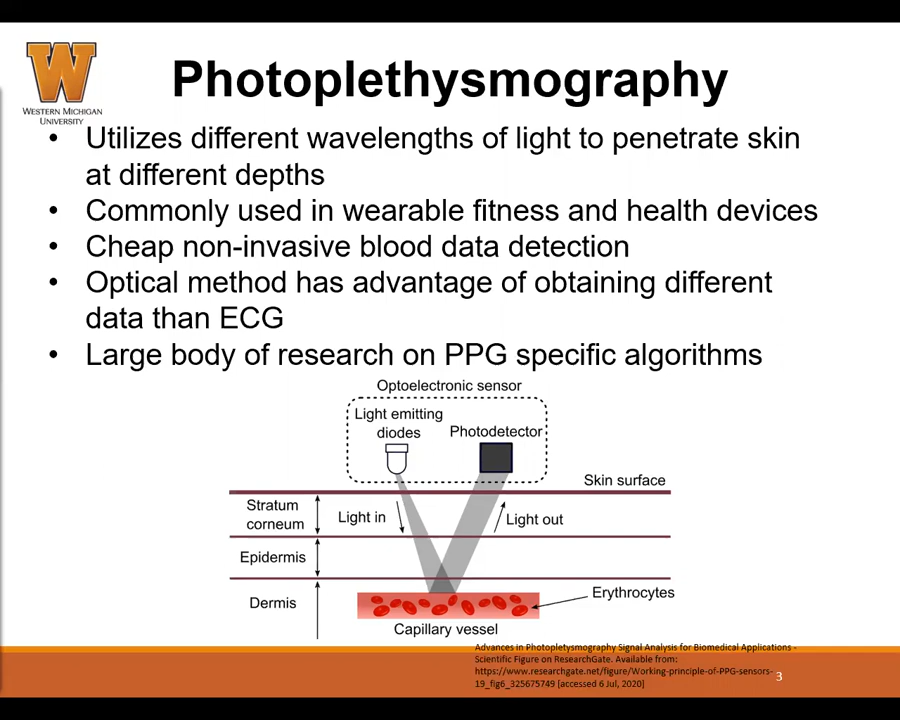 W
WESTERN MICHIGAN
UNIVERSITY
Photoplethysmography
• Utilizes different wavelengths of light to penetrate skin
at different depths
• Commonly used in wearable fitness and health devices
• Cheap non-invasive blood data detection
• Optical method has advantage of obtaining different
data than ECG
• Large body of research on PPG specific algorithms
Optoelectronic sensor
Light emitting
diodes
Photodetector
Skin surface
Stratum
corneum
Light in
Light out
Epidermis
Dermis
Erythrocytes
Capillary vessel
Advances in Photopletysmography Signal Analysis for Biomedical Applications -
Scientific Figure on ResearchGate. Available from:
https://www.researchgate.net/figure/Working-principle-of-PPG-sensors-
19_fig6_325675749 [accessed 6 Jul, 2020]
3